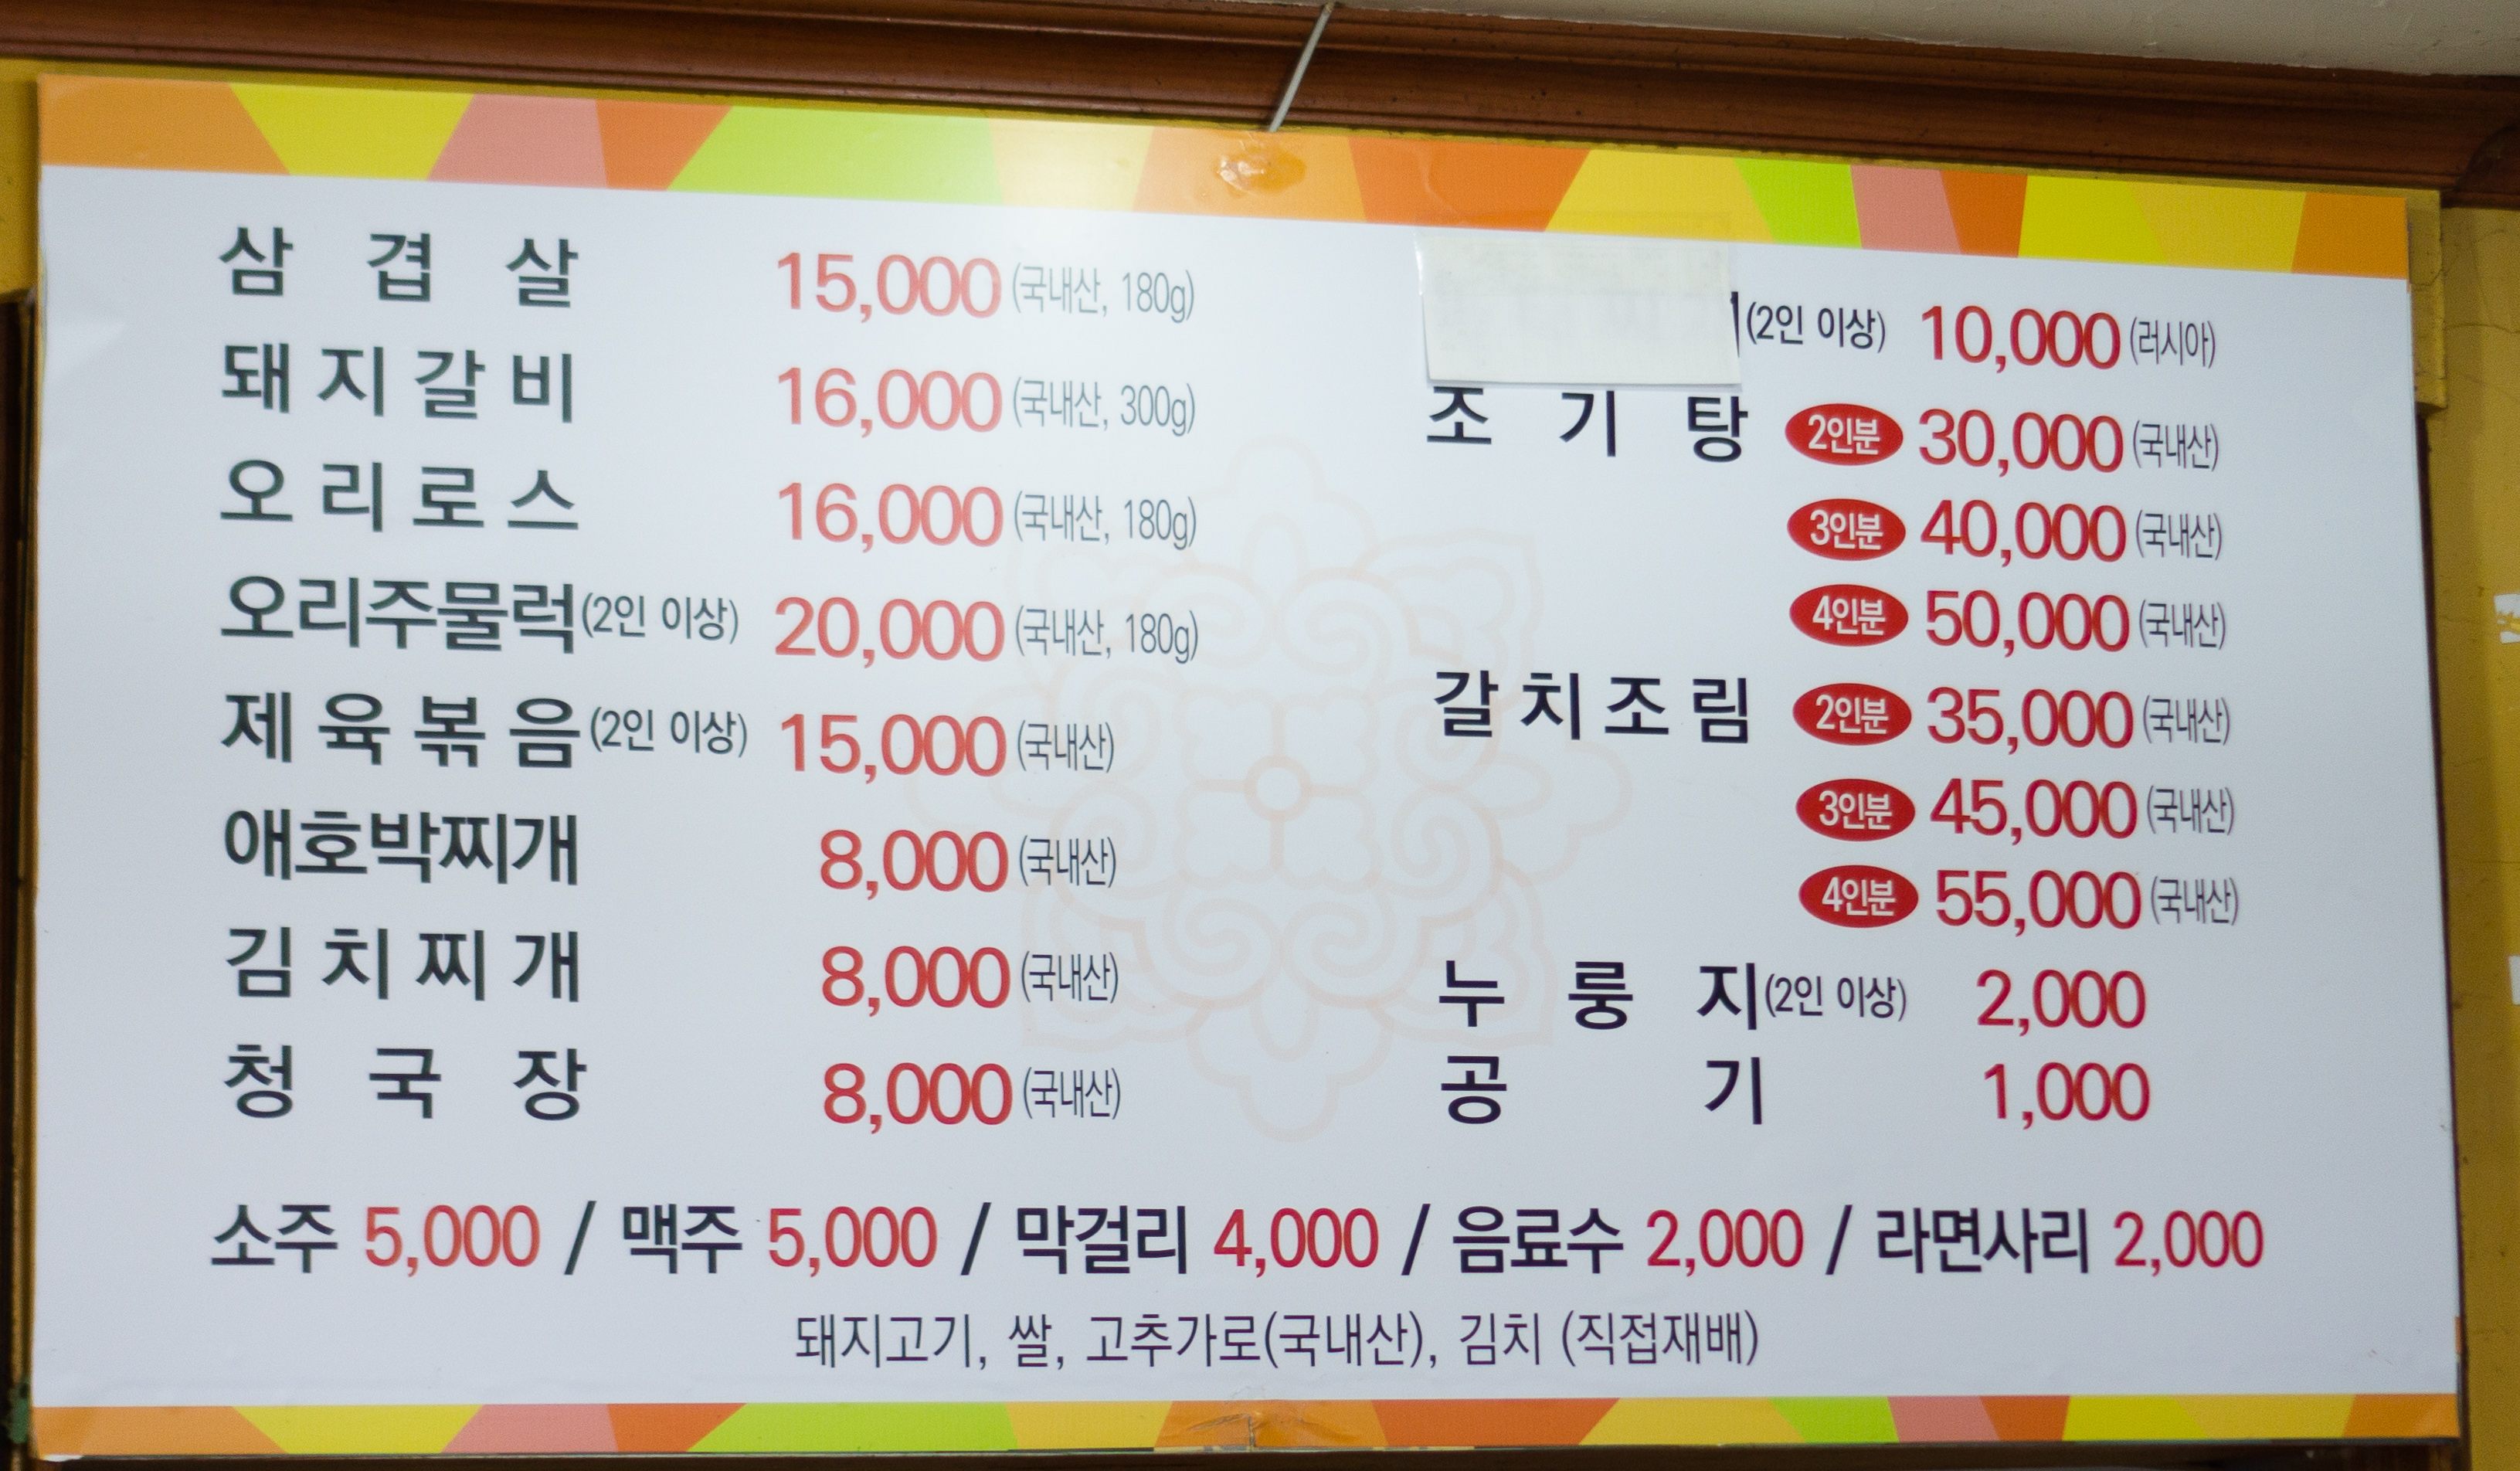 삼겹살 15,000 (국내산, 180g)
돼지갈비 16,000 (국내산, 300g)
오리로스 16,000 (국내산, 180g)
오리주물럭(2인 이상) 20,000 (국내산, 180g)
제육볶음(2인 이상) 15,000 (국내산)
애호박찌개 8,000 (국내산)
김치찌개 8,000 (국내산)
청국장 8,000 (국내산)
(2인 이상) 10,000 (러시아)
조기탕 2인분 30,000 (국내산)
3인분 40,000 (국내산)
4인분 50,000 (국내산)
갈치조림 2인분 35,000 (국내산)
3인분 45,000 (국내산)
4인분 55,000 (국내산)
누룽지(2인 이상) 2,000
공기 1,000
소주 5,000 / 맥주 5,000 / 막걸리 4,000 / 음료수 2,000 / 라면사리 2,000
돼지고기, 쌀, 고추가로(국내산), 김치 (직접재배)